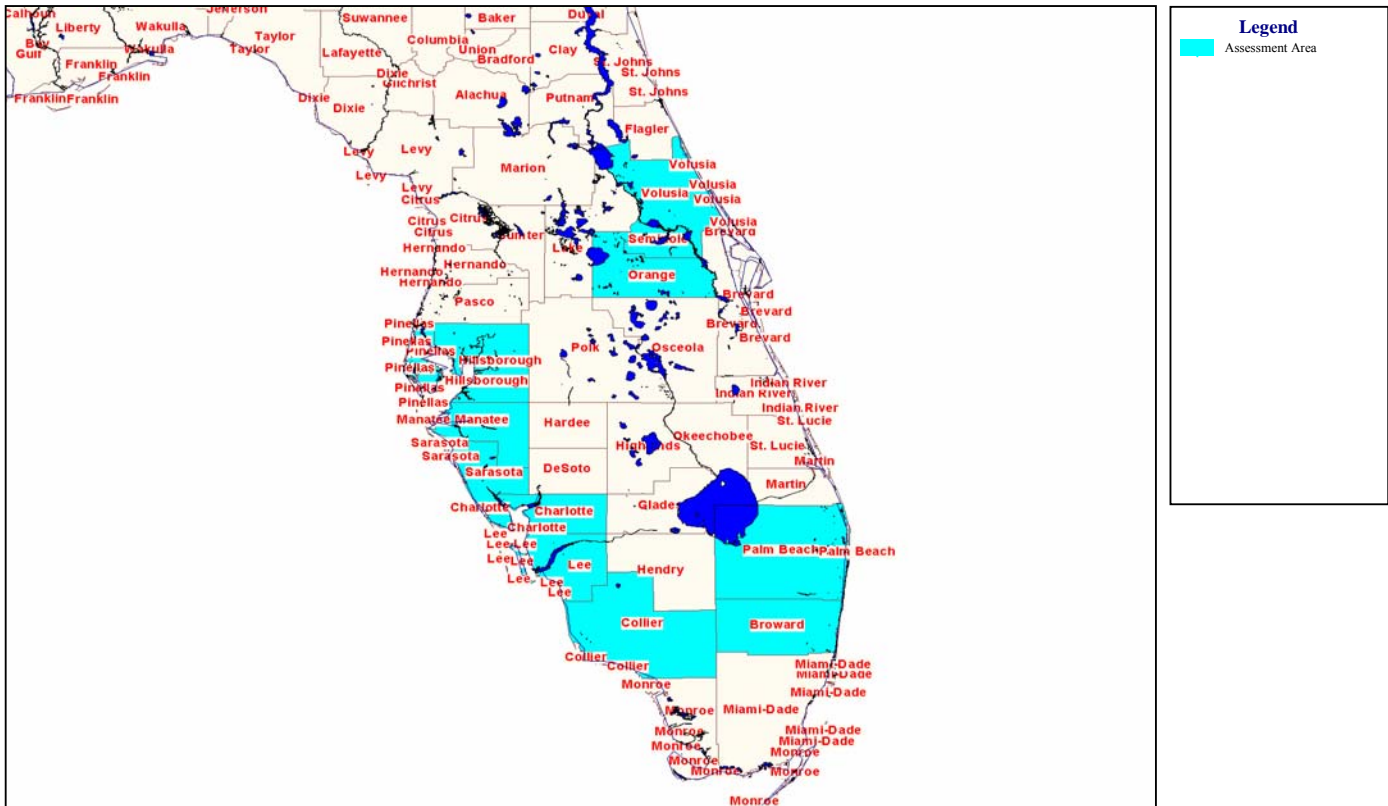 Calhoun
Liberty
Bay
Gulf
Wakulla
Jefferson
Wakulla
Taylor
Taylor
Franklin
Franklin
Franklin
Franklin
Suwannee
Lafayette
Dixie
Gilchrist
Dixie
Dixie
Baker
Columbia
Union
Bradford
Duval
Clay
St. Johns
St. Johns
St. Johns
Alachua
Putnam
Flagler
Levy
Levy
Levy
Levy
Marion
Volusia
Volusia
Volusia
Volusia
Volusia
Citrus
Citrus
Citrus
Citrus
Sumter
Lake
Seminole
Brevard
Hernando
Hernando
Hernando
Hernando
Orange
Pasco
Brevard
Brevard
Brevard
Brevard
Pinellas
Pinellas
Pinellas
Pinellas
Pinellas
Pinellas
Hillsborough
Hillsborough
Polk
Osceola
Indian River
Indian River
Indian River
Manatee
Manatee
Hardee
Highlands
Okeechobee
St. Lucie
St. Lucie
Sarasota
Sarasota
Sarasota
DeSoto
Martin
Martin
Charlotte
Charlotte
Charlotte
Glades
Lee
Lee
Lee
Lee
Lee
Lee
Lee
Lee
Lee
Hendry
Palm Beach
Palm Beach
Collier
Broward
Collier
Collier
Miami-Dade
Miami-Dade
Miami-Dade
Miami-Dade
Miami-Dade
Miami-Dade
Monroe
Monroe
Monroe
Monroe
Monroe
Monroe
Monroe
Monroe
Monroe
Legend
Assessment Area